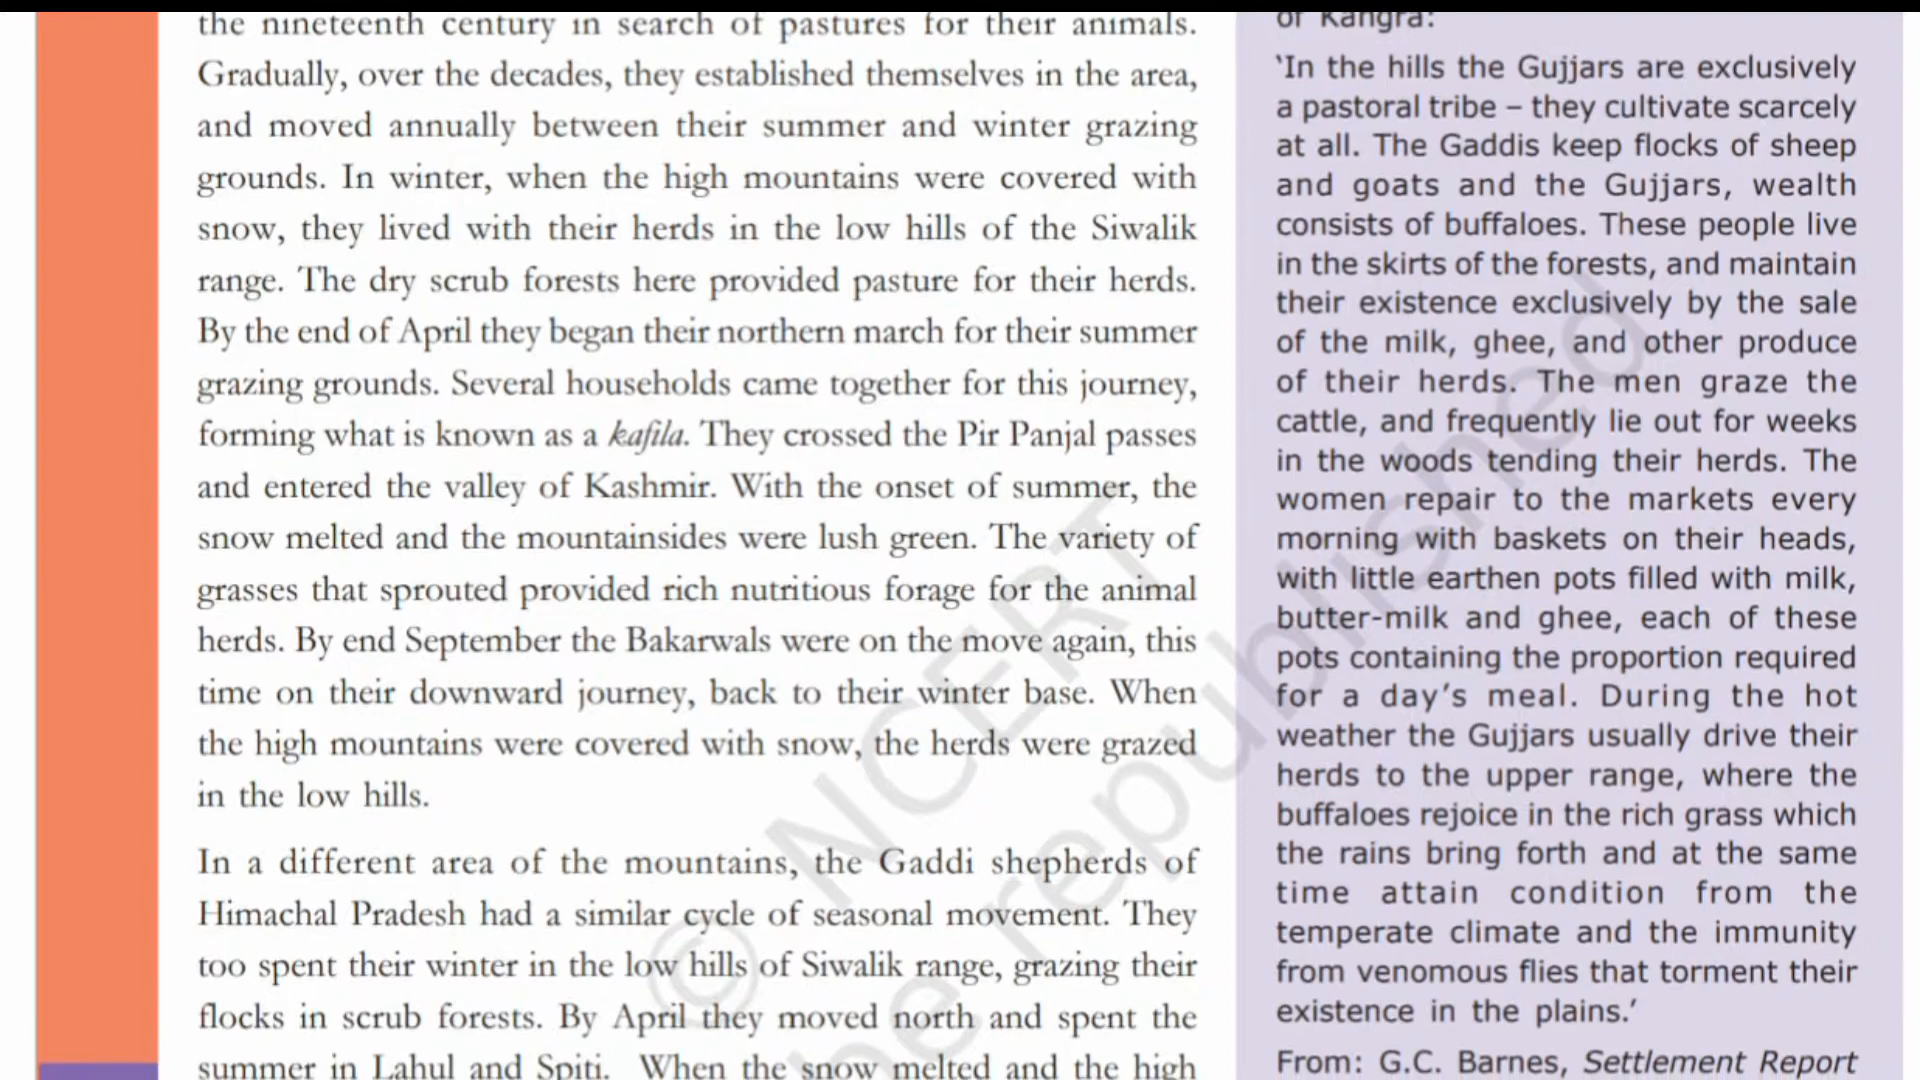 the nineteenth century in search of pastures for their animals.
Gradually, over the decades, they established themselves in the area,
and moved annually between their summer and winter grazing
grounds. In winter, when the high mountains were covered with
snow, they lived with their herds in the low hills of the Siwalik
range. The dry scrub forests here provided pasture for their herds.
By the end of April they began their northern march for their summer
grazing grounds. Several households came together for this journey,
forming what is known as a kafila. They crossed the Pir Panjal passes
and entered the valley of Kashmir. With the onset of summer, the
snow melted and the mountainsides were lush green. The variety of
grasses that sprouted provided rich nutritious forage for the animal
herds. By end September the Bakarwals were on the move again, this
time on their downward journey, back to their winter base. When
the high mountains were covered with snow, the herds were grazed
in the low hills.
In a different area of the mountains, the Gaddi shepherds of
Himachal Pradesh had a similar cycle of seasonal movement. They
too spent their winter in the low hills of Siwalik range, grazing their
flocks in scrub forests. By April they moved north and spent the
summer in Lahul and Spiti. When the snow melted and the high
of Kangra:
‘In the hills the Gujjars are exclusively
a pastoral tribe – they cultivate scarcely
at all. The Gaddis keep flocks of sheep
and goats and the Gujjars, wealth
consists of buffaloes. These people live
in the skirts of the forests, and maintain
their existence exclusively by the sale
of the milk, ghee, and other produce
of their herds. The men graze the
cattle, and frequently lie out for weeks
in the woods tending their herds. The
women repair to the markets every
morning with baskets on their heads,
with little earthen pots filled with milk,
butter-milk and ghee, each of these
pots containing the proportion required
for a day’s meal. During the hot
weather the Gujjars usually drive their
herds to the upper range, where the
buffaloes rejoice in the rich grass which
the rains bring forth and at the same
time attain condition from the
temperate climate and the immunity
from venomous flies that torment their
existence in the plains.’
From: G.C. Barnes, Settlement Report
© NCERT
be republished